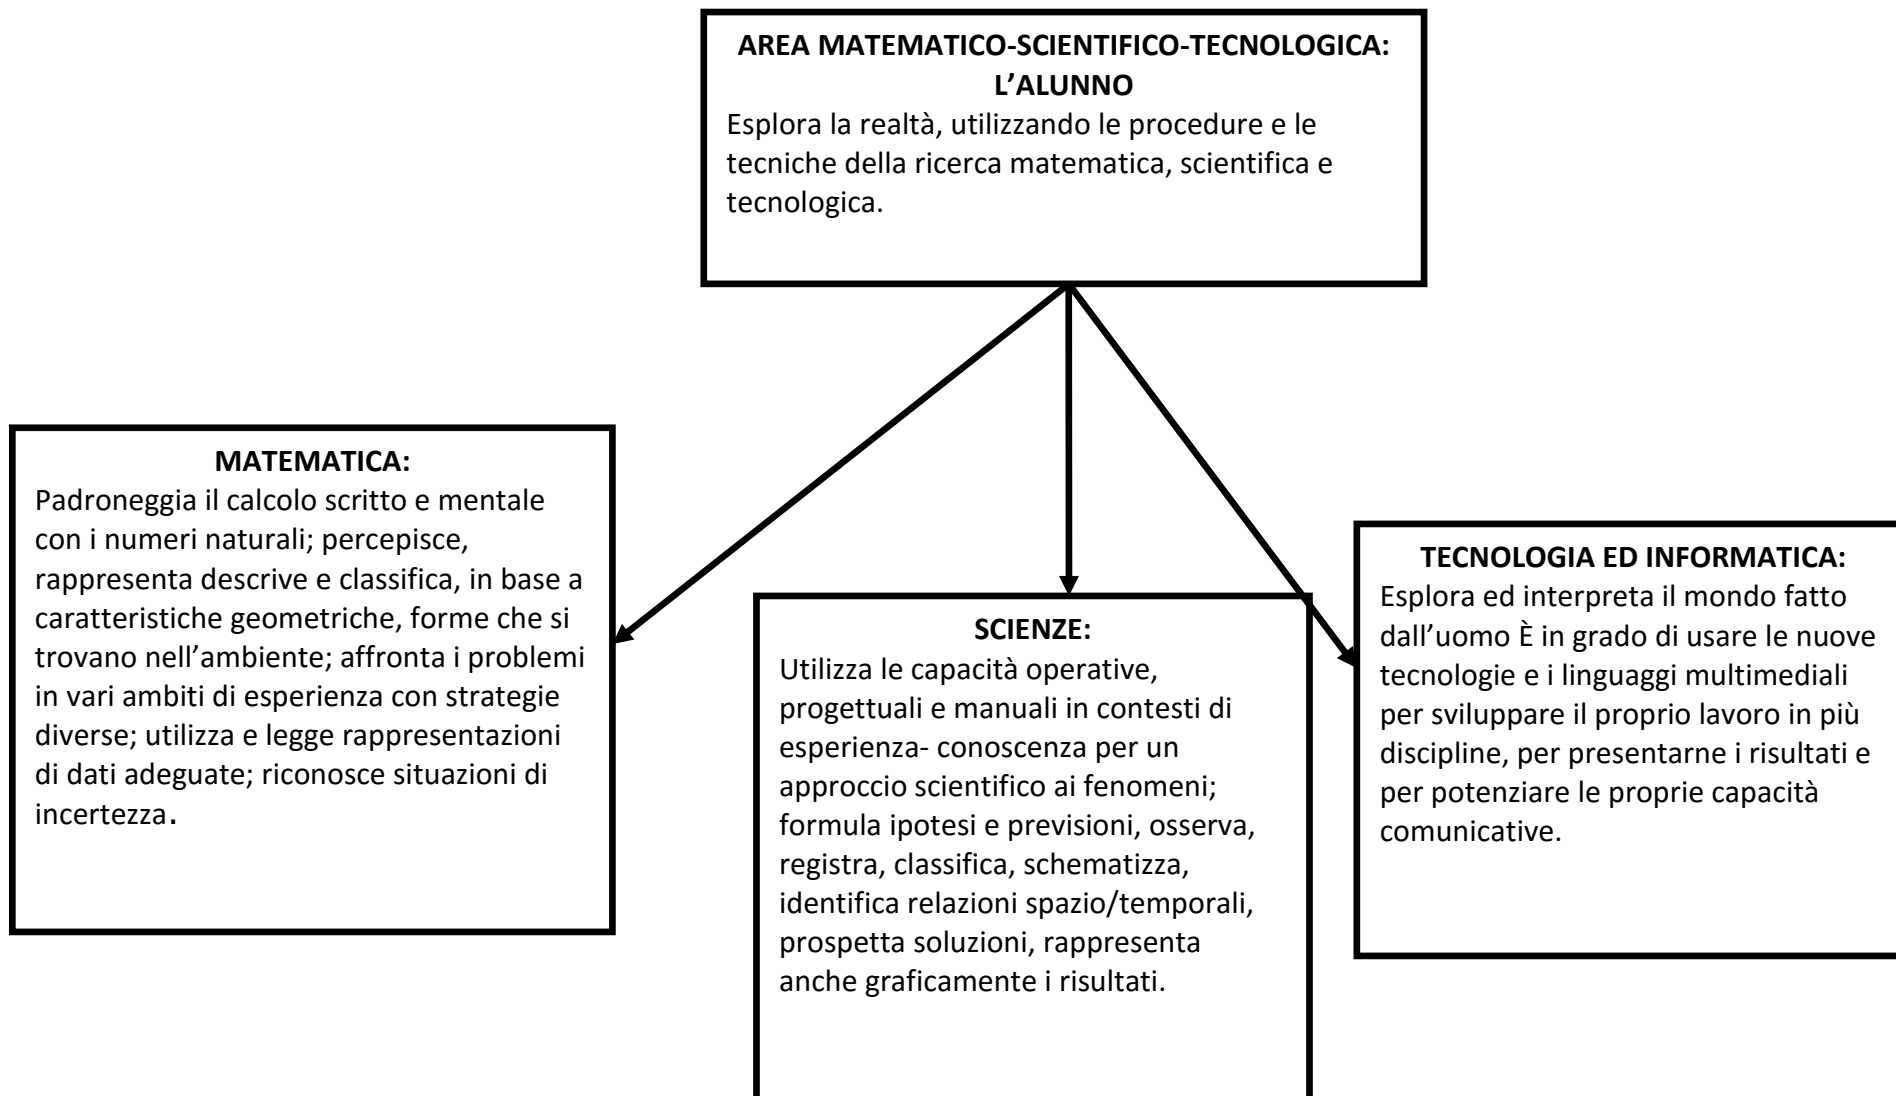 AREA MATEMATICO-SCIENTIFICO-TECNOLOGICA:
L’ALUNNO
Esplora la realtà, utilizzando le procedure e le
tecniche della ricerca matematica, scientifica e
tecnologica.
MATEMATICA:
Padroneggia il calcolo scritto e mentale
con i numeri naturali; percepisce,
rappresenta descrive e classifica, in base a
caratteristiche geometriche, forme che si
trovano nell’ambiente; affronta i problemi
in vari ambiti di esperienza con strategie
diverse; utilizza e legge rappresentazioni
di dati adeguate; riconosce situazioni di
incertezza.
SCIENZE:
Utilizza le capacità operative,
progettuali e manuali in contesti di
esperienza- conoscenza per un
approccio scientifico ai fenomeni;
formula ipotesi e previsioni, osserva,
registra, classifica, schematizza,
identifica relazioni spazio/temporali,
prospetta soluzioni, rappresenta
anche graficamente i risultati.
TECNOLOGIA ED INFORMATICA:
Esplora ed interpreta il mondo fatto
dall’uomo È in grado di usare le nuove
tecnologie e i linguaggi multimediali
per sviluppare il proprio lavoro in più
discipline, per presentarne i risultati e
per potenziare le proprie capacità
comunicative.